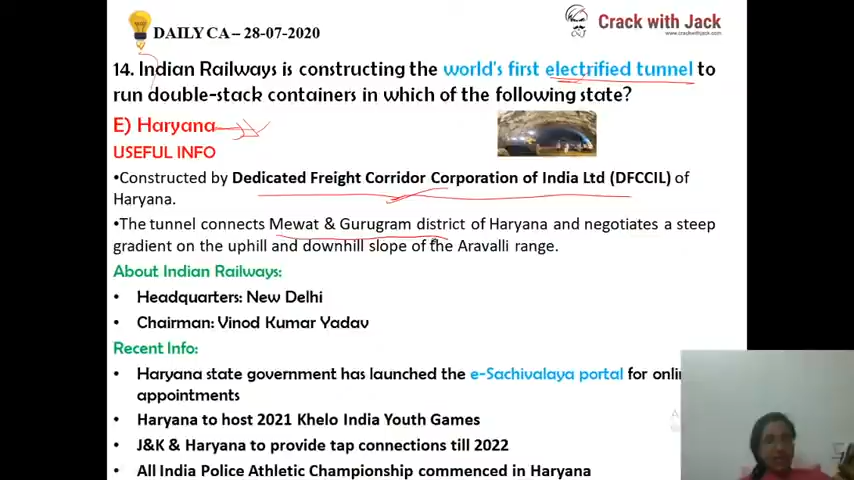 DAILY CA – 28-07-2020
Crack with Jack
www.crackwithjack.com
14. Indian Railways is constructing the world's first electrified tunnel to
run double-stack containers in which of the following state?
E) Haryana
USEFUL INFO
•Constructed by Dedicated Freight Corridor Corporation of India Ltd (DFCCIL) of
Haryana.
•The tunnel connects Mewat & Gurugram district of Haryana and negotiates a steep
gradient on the uphill and downhill slope of the Aravalli range.
About Indian Railways:
• Headquarters: New Delhi
• Chairman: Vinod Kumar Yadav
Recent Info:
• Haryana state government has launched the e-Sachivalaya portal for
appointments
• Haryana to host 2021 Khelo India Youth Games
• J&K & Haryana to provide tap connections till 2022
• All India Police Athletic Championship commenced in Haryana